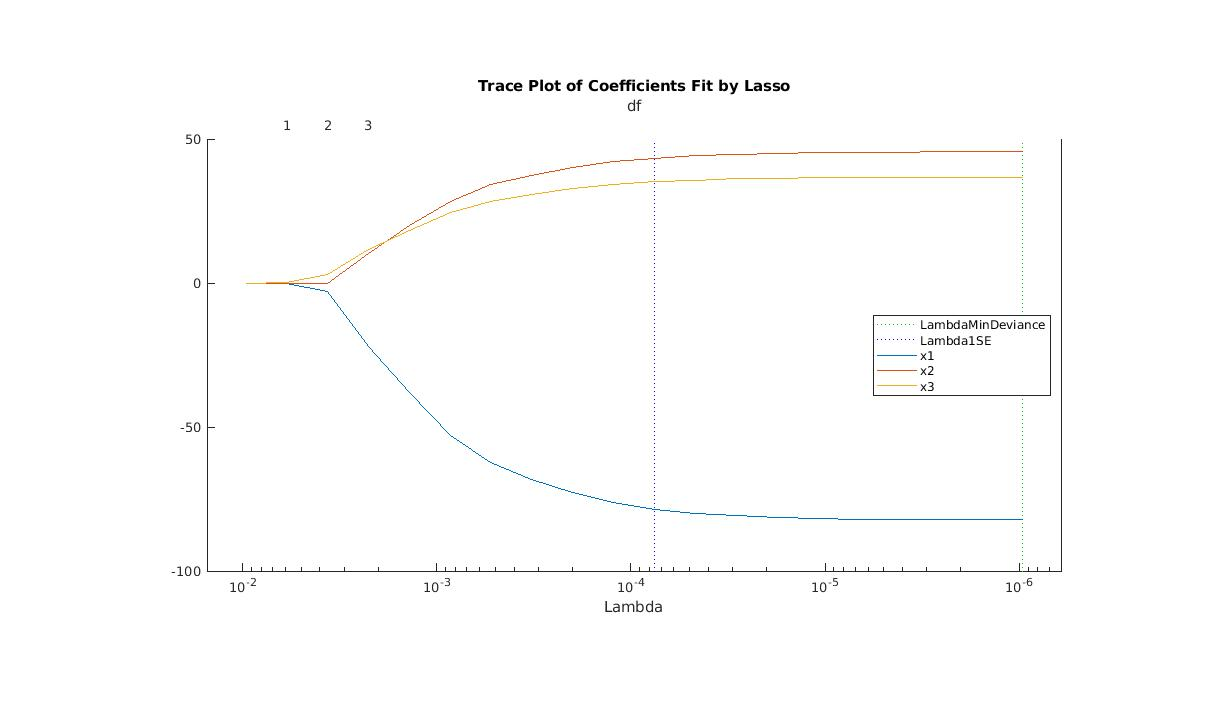 Trace Plot of Coefficients Fit by Lasso
df
1 2 3
50
0
-50
-100
LambdaMinDeviance
Lambda1SE
x1
x2
x3
10⁻² 10⁻³ 10⁻⁴ 10⁻⁵ 10⁻⁶
Lambda